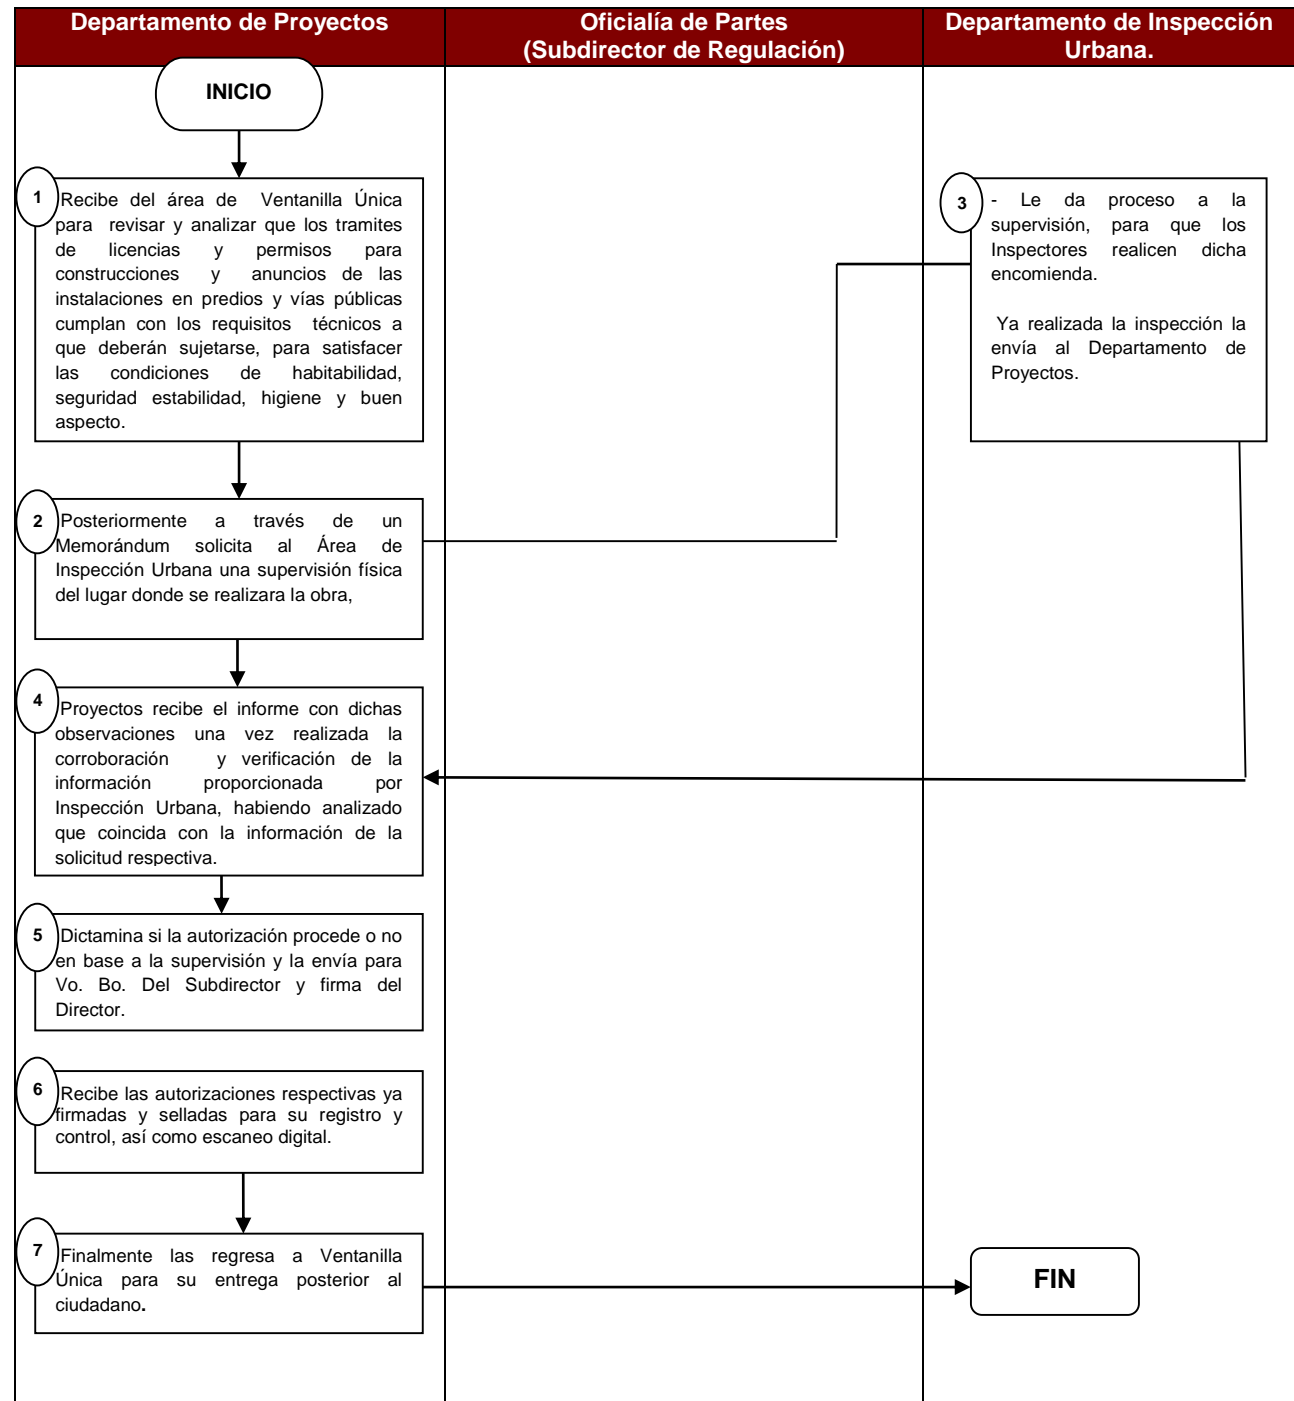 Departamento de Proyectos
Oficialía de Partes
(Subdirector de Regulación)
Departamento de Inspección
Urbana.
INICIO
1
Recibe del área de Ventanilla Única
para revisar y analizar que los tramites
de licencias y permisos para
construcciones y anuncios de las
instalaciones en predios y vías públicas
cumplan con los requisitos técnicos a
que deberán sujetarse, para satisfacer
las condiciones de habitabilidad,
seguridad estabilidad, higiene y buen
aspecto.
2
Posteriormente a través de un
Memorándum solicita al Área de
Inspección Urbana una supervisión física
del lugar donde se realizara la obra,
3
- Le da proceso a la
supervisión, para que los
Inspectores realicen dicha
encomienda.
Ya realizada la inspección la
envía al Departamento de
Proyectos.
4
Proyectos recibe el informe con dichas
observaciones una vez realizada la
corroboración y verificación de la
información proporcionada por
Inspección Urbana, habiendo analizado
que coincida con la información de la
solicitud respectiva.
5
Dictamina si la autorización procede o no
en base a la supervisión y la envía para
Vo. Bo. Del Subdirector y firma del
Director.
6
Recibe las autorizaciones respectivas ya
firmadas y selladas para su registro y
control, así como escaneo digital.
7
Finalmente las regresa a Ventanilla
Única para su entrega posterior al
ciudadano.
FIN